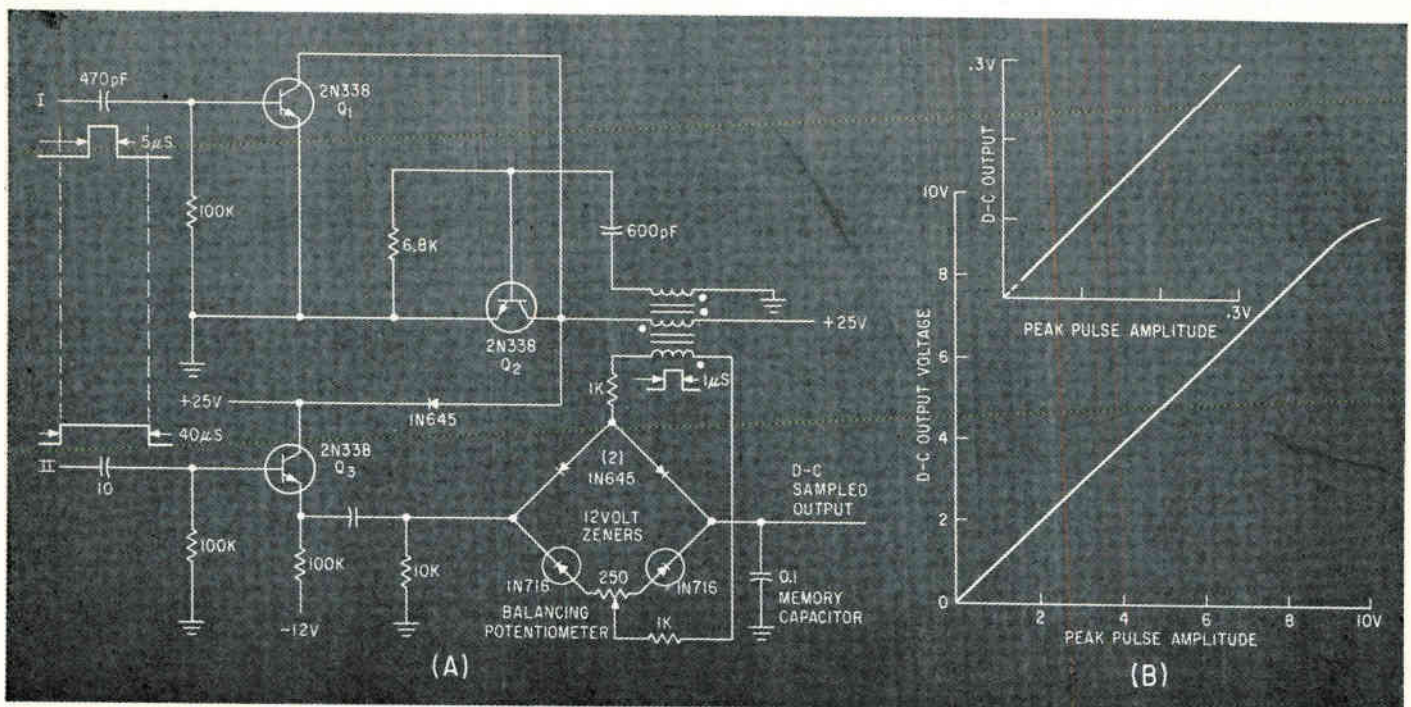 470pF
I
2N338
Q1
5µS
100K
6.8K
600pF
2N338
Q2
+25V
1K
1µS
+25V
1N645
40µS
2N338
Q3
II
10
(2)
1N645
D-C
SAMPLED
OUTPUT
12VOLT
ZENERS
100K
100K
10K
1N716
250
1N716
-12V
BALANCING
POTENTIOMETER
1K
0.1
MEMORY
CAPACITOR
(A)
.3V
D-C OUTPUT
.3V
PEAK PULSE AMPLITUDE
10V
8
6
4
2
0
D-C OUTPUT VOLTAGE
2
4
6
8
10V
PEAK PULSE AMPLITUDE
(B)